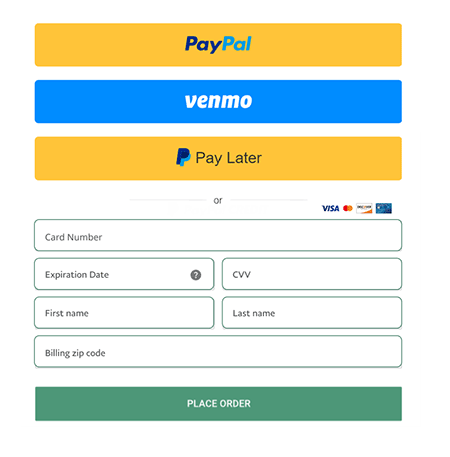 PayPal
venmo
Pay Later
or
VISA
Card Number
Expiration Date ?
CVV
First name
Last name
Billing zip code
PLACE ORDER